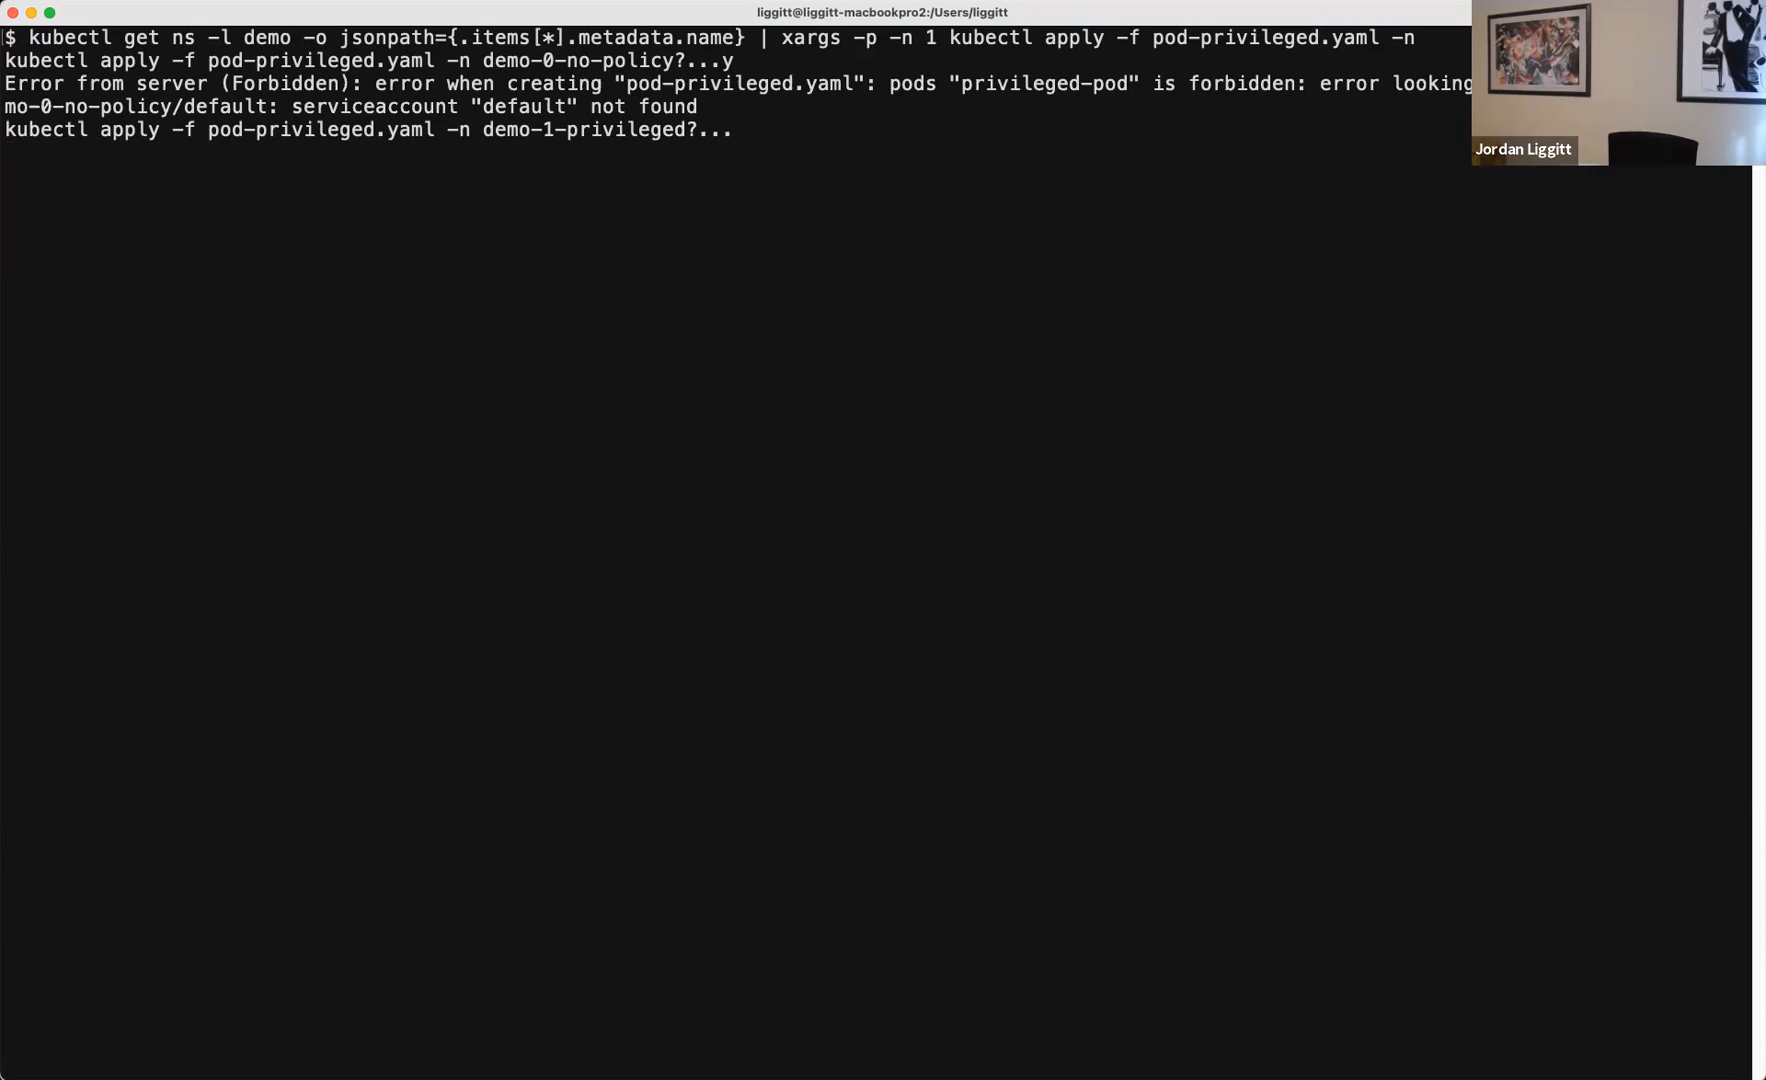 liggitt@liggitt-macbookpro2:/Users/liggitt
$ kubectl get ns -l demo -o jsonpath={.items[*].metadata.name} | xargs -p -n 1 kubectl apply -f pod-privileged.yaml -n
kubectl apply -f pod-privileged.yaml -n demo-0-no-policy?...y
Error from server (Forbidden): error when creating "pod-privileged.yaml": pods "privileged-pod" is forbidden: error looking
mo-0-no-policy/default: serviceaccount "default" not found
kubectl apply -f pod-privileged.yaml -n demo-1-privileged?...
Jordan Liggitt